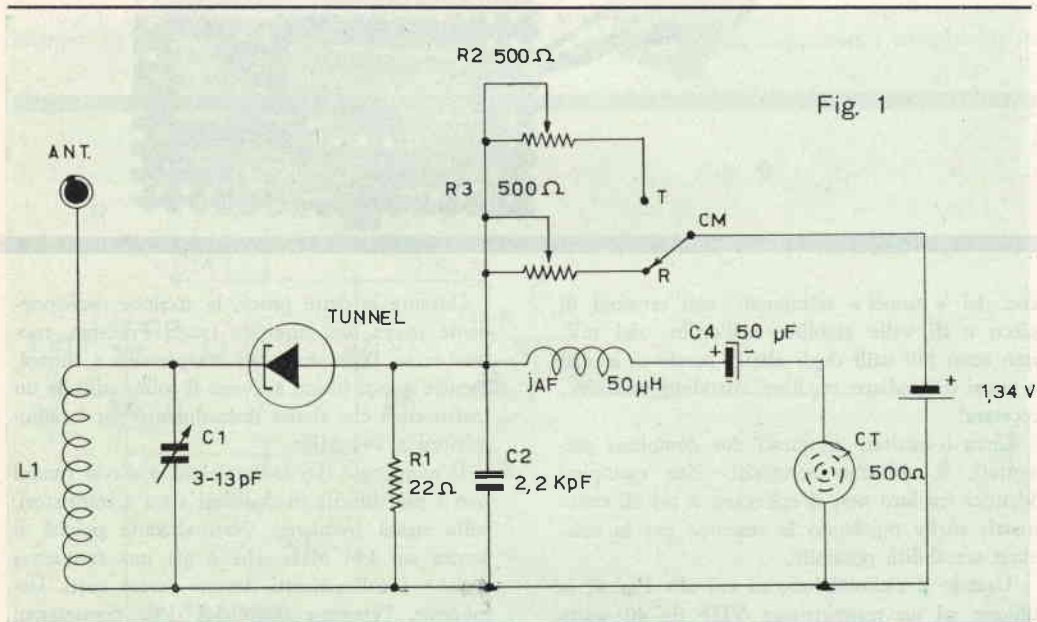 R2 500Ω
Fig. 1
ANT.
R3 500Ω
T
CM
R
TUNNEL
C4 50 µF
+ -
JAF 50µH
+
1,34 V
C1
3-13pF
L1
R1
22Ω
C2
2,2 KpF
CT
500Ω